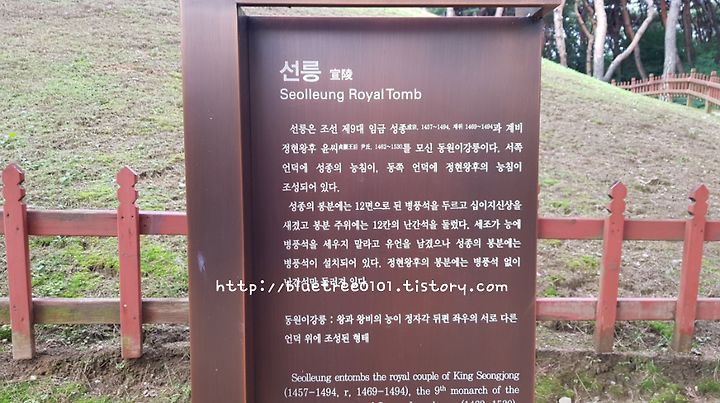 선릉 宣陵
Seolleung Royal Tomb
선릉은 조선 제9대 임금 성종成宗, 1457~1494, 재위 1469~1494과 계비
정현왕후 윤씨貞顯王后 尹氏, 1462~1530를 모신 동원이강릉이다. 서쪽
언덕에 성종의 능침이, 동쪽 언덕에 정현왕후의 능침이
조성되어 있다.
성종의 봉분에는 12면으로 된 병풍석을 두르고 십이지신상을
새겼고 봉분 주위에는 12칸의 난간석을 둘렀다. 세조가 능에
병풍석을 세우지 말라고 유언을 남겼으나 성종의 봉분에는
병풍석이 설치되어 있다. 정현왕후의 봉분에는 병풍석 없이
있다.
http://bluetree0101.tistory.com
동원이강릉 : 왕과 왕비의 능이 정자각 뒤편 좌우의 서로 다른
언덕 위에 조성된 형태
Seolleung entombs the royal couple of King Seongjong
(1457-1494, r, 1469-1494), the 9th monarch of the